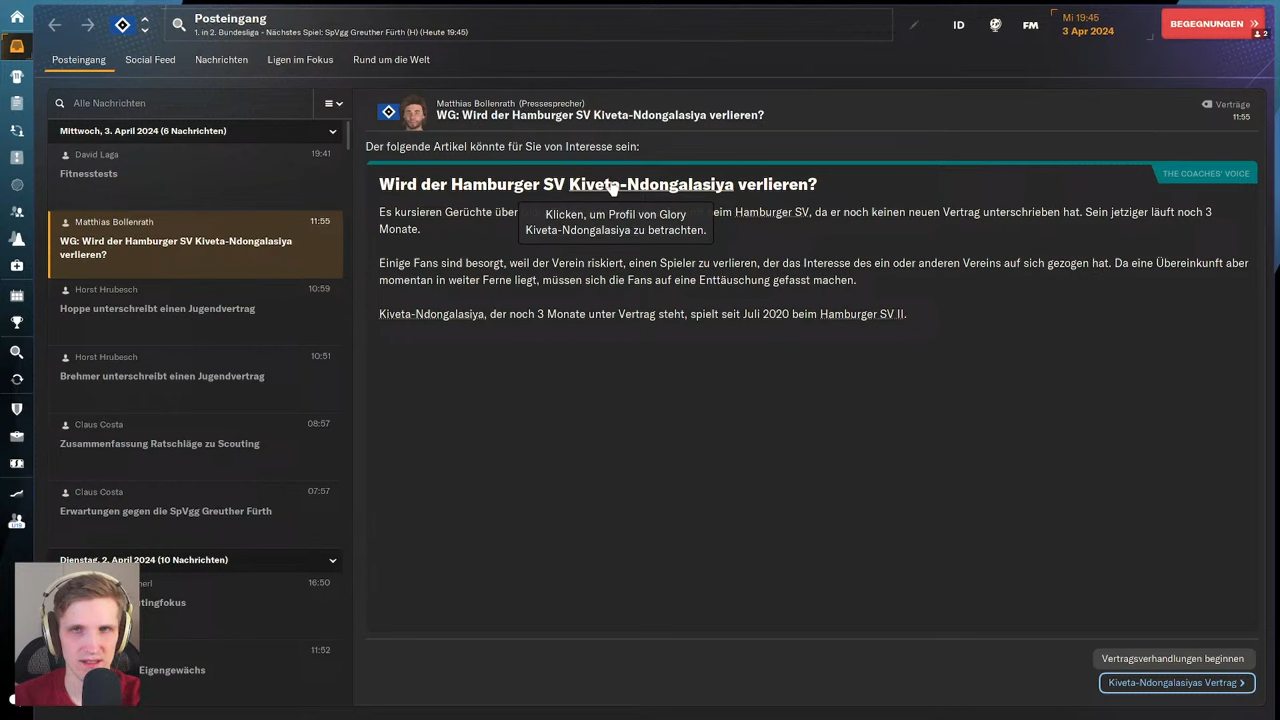 Posteingang
1. in 2. Bundesliga - Nächstes Spiel: SpVgg Greuther Fürth (H) (Heute 19:45)
ID
FM
Mi 19:45
3 Apr 2024
BEGEGNUNGEN
2
Posteingang
Social Feed
Nachrichten
Ligen im Fokus
Rund um die Welt
Alle Nachrichten
Mittwoch, 3. April 2024 (6 Nachrichten)
David Laga
19:41
Fitnesstests
Matthias Bollenrath
11:55
WG: Wird der Hamburger SV Kiveta-Ndongalasiya
verlieren?
Horst Hrubesch
10:59
Hoppe unterschreibt einen Jugendvertrag
Horst Hrubesch
10:51
Brehmer unterschreibt einen Jugendvertrag
Claus Costa
08:57
Zusammenfassung Ratschläge zu Scouting
Claus Costa
07:57
Erwartungen gegen die SpVgg Greuther Fürth
Dienstag, 2. April 2024 (10 Nachrichten)
16:50
11:52
Eigengewächs
U19
Matthias Bollenrath (Pressesprecher)
WG: Wird der Hamburger SV Kiveta-Ndongalasiya verlieren?
Verträge
11:55
Der folgende Artikel könnte für Sie von Interesse sein:
THE COACHES' VOICE
Wird der Hamburger SV Kiveta-Ndongalasiya verlieren?
Es kursieren Gerüchte über beim Hamburger SV, da er noch keinen neuen Vertrag unterschrieben hat. Sein jetziger läuft noch 3
Monate.
Klicken, um Profil von Glory
Kiveta-Ndongalasiya zu betrachten.
Einige Fans sind besorgt, weil der Verein riskiert, einen Spieler zu verlieren, der das Interesse des ein oder anderen Vereins auf sich gezogen hat. Da eine Übereinkunft aber
momentan in weiter Ferne liegt, müssen sich die Fans auf eine Enttäuschung gefasst machen.
Kiveta-Ndongalasiya, der noch 3 Monate unter Vertrag steht, spielt seit Juli 2020 beim Hamburger SV II.
Vertragsverhandlungen beginnen
Kiveta-Ndongalasiyas Vertrag